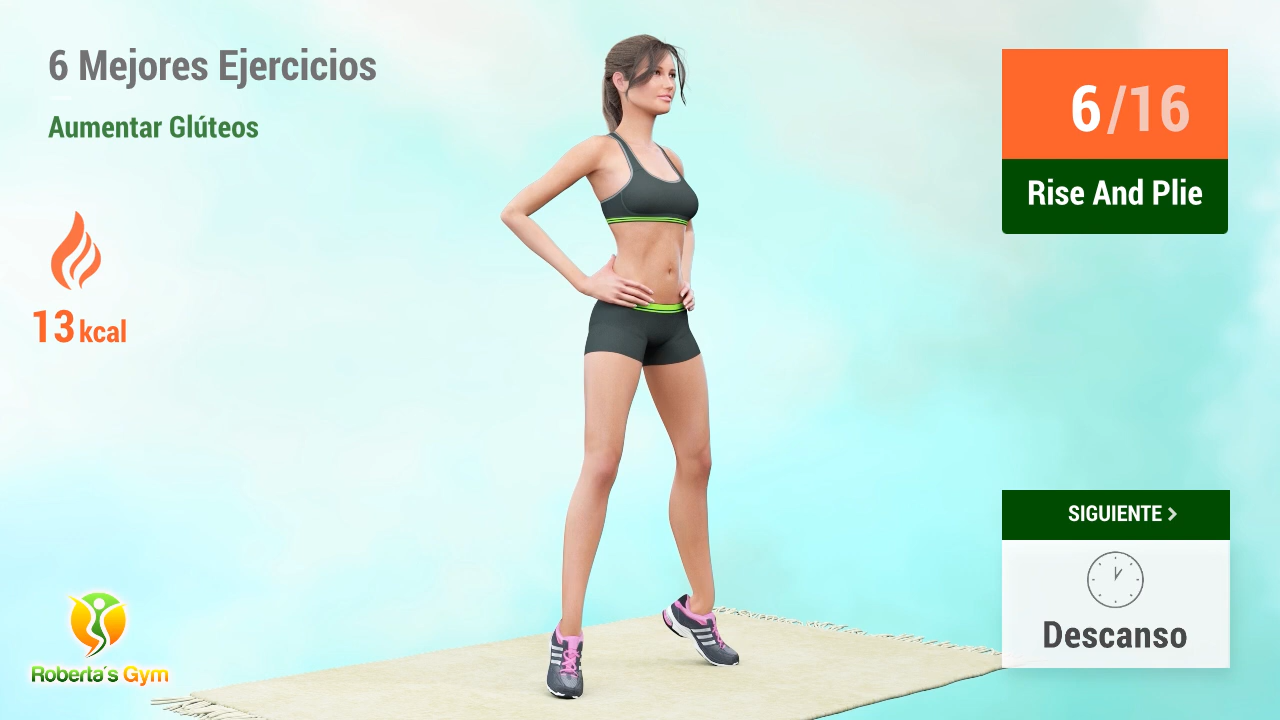 6 Mejores Ejercicios
Aumentar Glúteos
6/16
Rise And Plie
13 kcal
SIGUIENTE >
Descanso
Roberta´s Gym